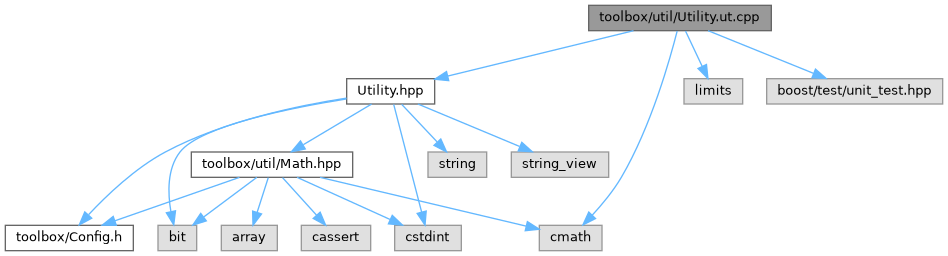 toolbox/util/Utility.ut.cpp
Utility.hpp
limits
boost/test/unit_test.hpp
toolbox/util/Math.hpp
string
string_view
toolbox/Config.h
bit
array
cassert
cstdint
cmath